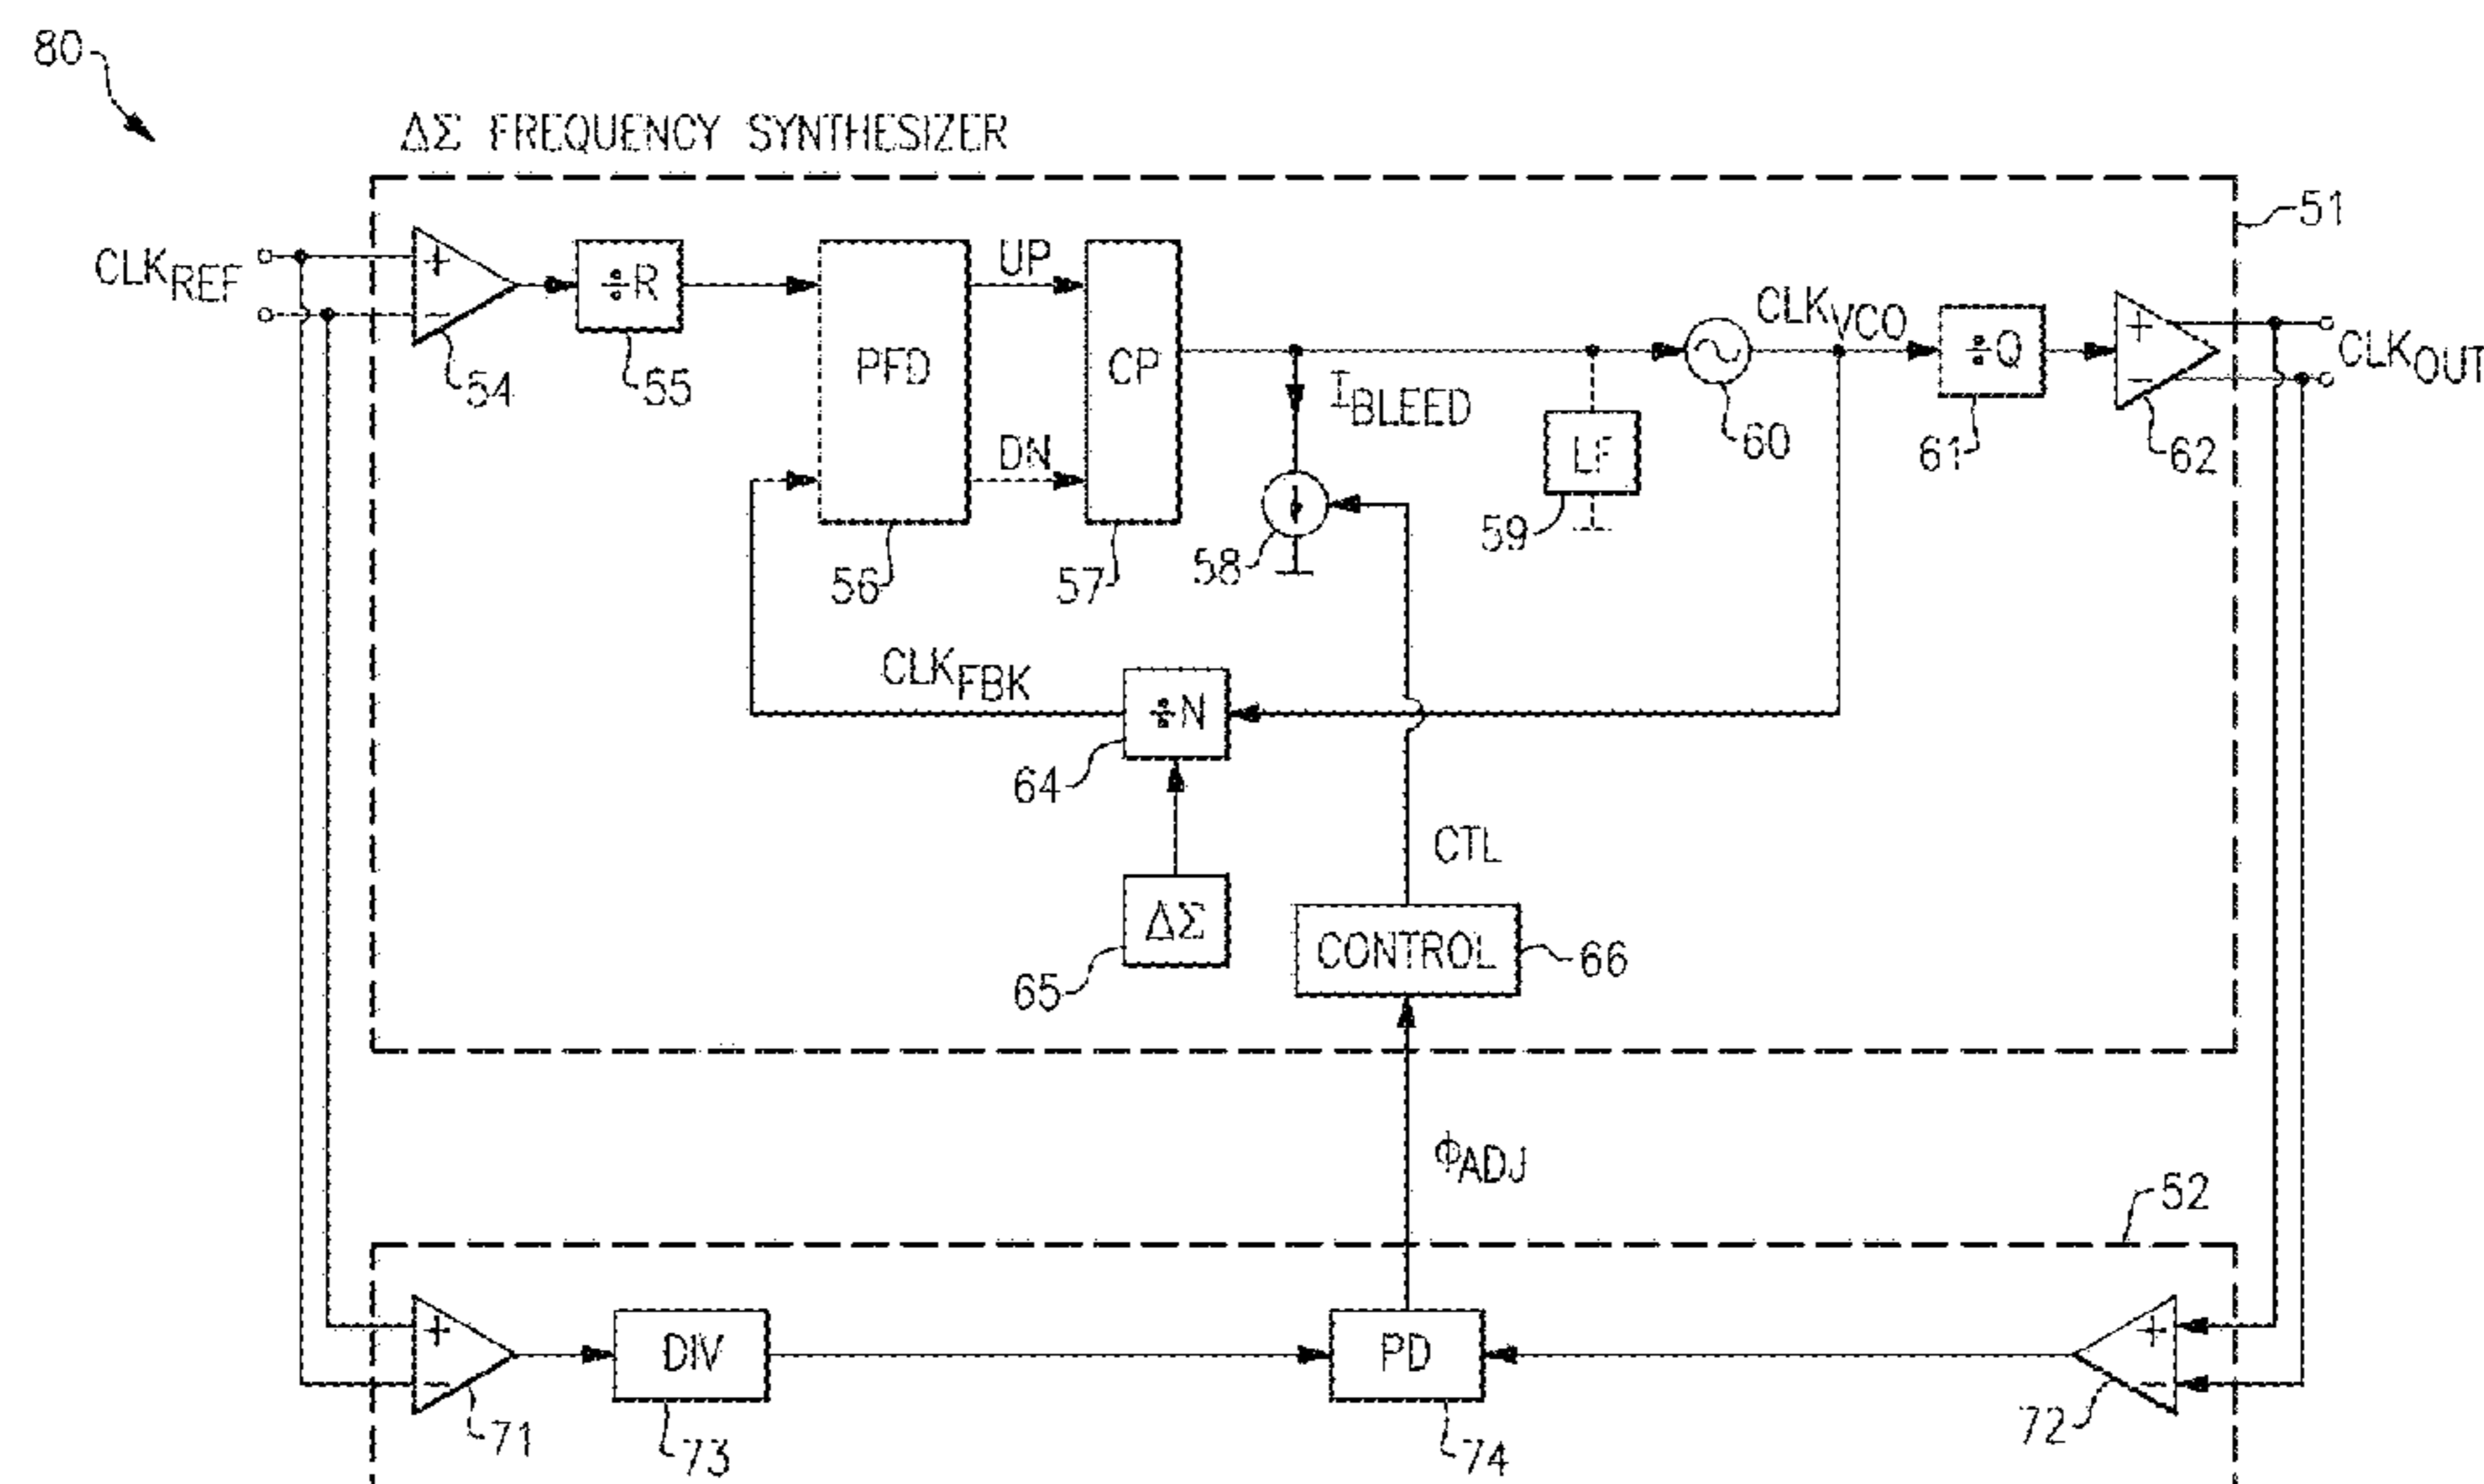 80
ΔΣ FREQUENCY SYNTHESIZER
51
CLKREF
+
−
54
÷R
55
PFD
56
UP
DN
CP
57
IBLEED
58
LF
59
60
CLKVCO
÷Q
61
+
−
62
CLKOUT
CLKFBK
÷N
64
ΔΣ
65
CTL
CONTROL
66
ΦADJ
52
+
−
71
DIV
73
PD
74
+
−
72